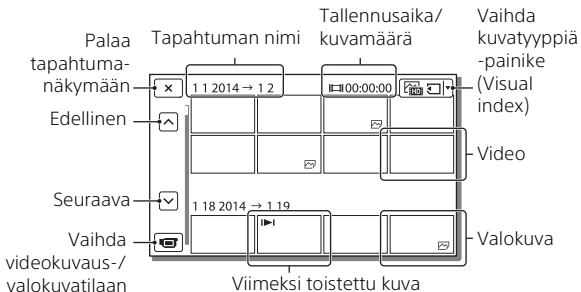 Palaa
tapahtuma-
näkymään
Tapahtuman nimi
Tallennusaika/
kuvamäärä
Vaihda
kuvatyyppiä
-painike
(Visual
index)
1 1 2014 → 1 2
00:00:00
Edellinen
Video
Seuraava
1 18 2014 → 1 19
Vaihda
videokuvaus-/
valokuvatilaan
Viimeksi toistettu kuva
Valokuva